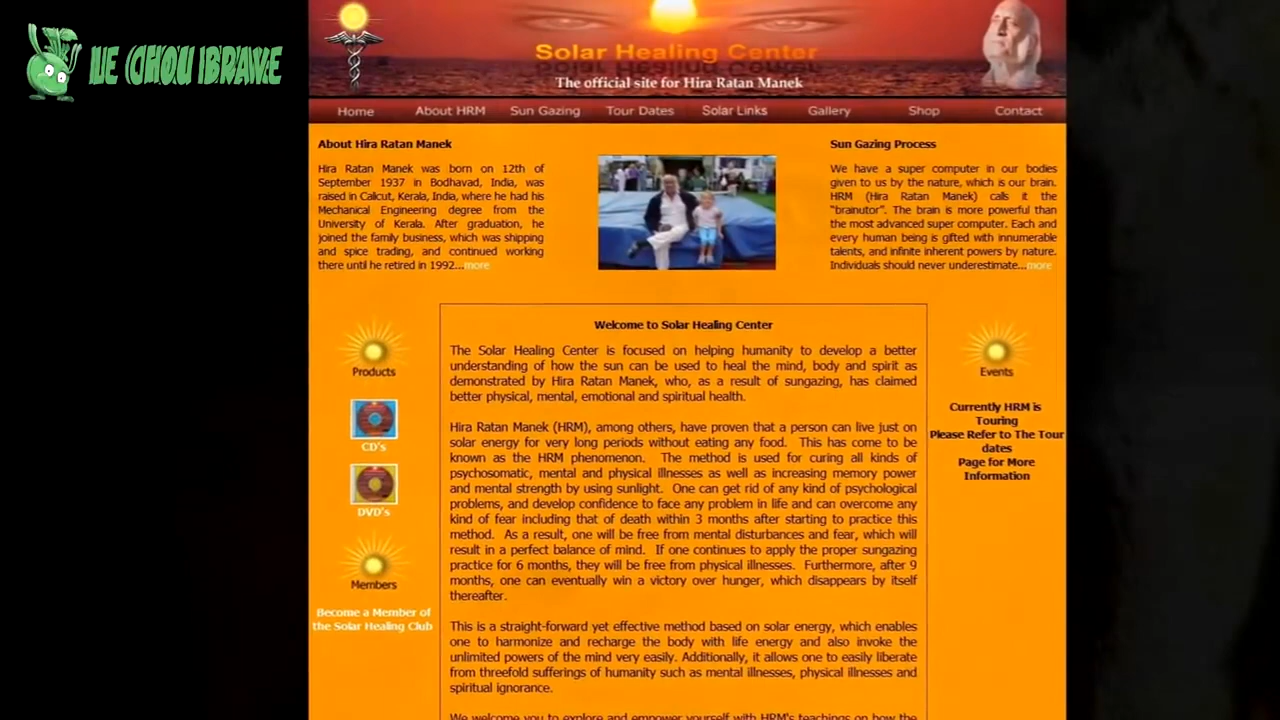 LE CHOU BRAVE
Solar Healing Center
The official site for Hira Ratan Manek
Home About HRM Sun Gazing Tour Dates Solar Links Gallery Shop Contact
About Hira Ratan Manek
Hira Ratan Manek was born on 12th of
September 1937 in Bodhavad, India, was
raised in Calicut, Kerala, India, where he had his
Mechanical Engineering degree from the
University of Kerala. After graduation, he
joined the family business, which was shipping
and spice trading, and continued working
there until he retired in 1992...more
Sun Gazing Process
We have a super computer in our bodies
given to us by the nature, which is our brain.
HRM (Hira Ratan Manek) calls it the
“brainutor”. The brain is more powerful than
the most advanced super computer. Each and
every human being is gifted with innumerable
talents, and infinite inherent powers by nature.
Individuals should never underestimate...more
Products
CD's
DVD's
Members
Become a Member of
the Solar Healing Club
Welcome to Solar Healing Center
The Solar Healing Center is focused on helping humanity to develop a better
understanding of how the sun can be used to heal the mind, body and spirit as
demonstrated by Hira Ratan Manek, who, as a result of sungazing, has claimed
better physical, mental, emotional and spiritual health.
Hira Ratan Manek (HRM), among others, have proven that a person can live just on
solar energy for very long periods without eating any food. This has come to be
known as the HRM phenomenon. The method is used for curing all kinds of
psychosomatic, mental and physical illnesses as well as increasing memory power
and mental strength by using sunlight. One can get rid of any kind of psychological
problems, and develop confidence to face any problem in life and can overcome any
kind of fear including that of death within 3 months after starting to practice this
method. As a result, one will be free from mental disturbances and fear, which will
result in a perfect balance of mind. If one continues to apply the proper sungazing
practice for 6 months, they will be free from physical illnesses. Furthermore, after 9
months, one can eventually win a victory over hunger, which disappears by itself
thereafter.
This is a straight-forward yet effective method based on solar energy, which enables
one to harmonize and recharge the body with life energy and also invoke the
unlimited powers of the mind very easily. Additionally, it allows one to easily liberate
from threefold sufferings of humanity such as mental illnesses, physical illnesses and
spiritual ignorance.
We welcome you to explore and empower yourself with HRM's teachings on how the
Events
Currently HRM is
Touring
Please Refer to The Tour
dates
Page for More
Information